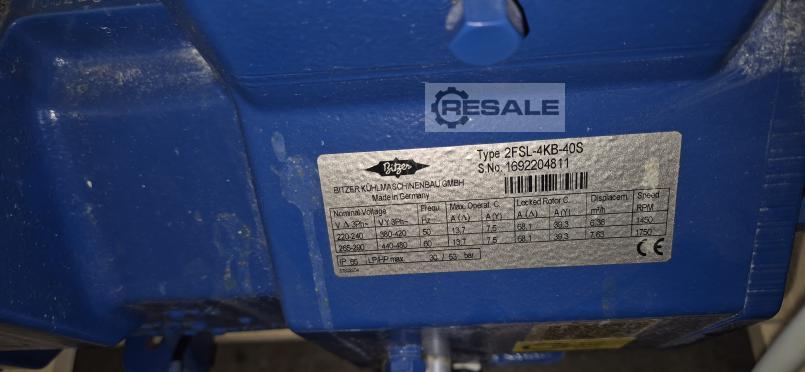 RESALE
Bitzer
Type 2FSL-4KB-40S
S.No. 1692204811
BITZER KÜHLMASCHINENBAU GMBH
Made in Germany
Nominal Voltage Frequ. Max. Operat. C. Locked Rotor C. Displacem. Speed
V Δ 3Ph~ V Y 3Ph~ Hz A (Δ) A (Y) A (Δ) A (Y) m³/h RPM
220-240 380-420 50 13.7 7.5 68.1 39.3 6.36 1450
265-290 440-480 60 13.7 7.5 68.1 39.3 7.63 1750
IP 65 LP/HP max. 30 / 53 bar
CE